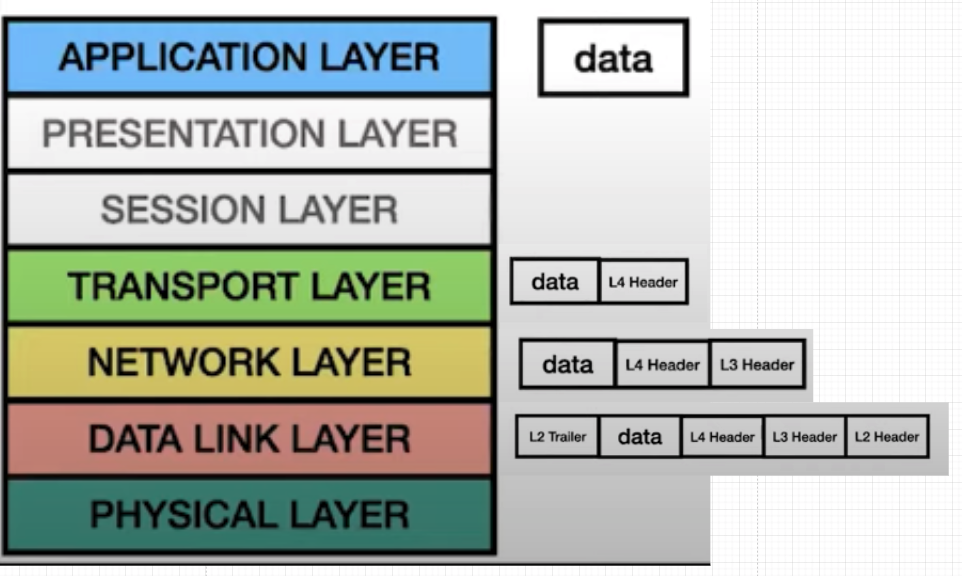 APPLICATION LAYER
data
PRESENTATION LAYER
SESSION LAYER
TRANSPORT LAYER
data L4 Header
NETWORK LAYER
data L4 Header L3 Header
DATA LINK LAYER
L2 Trailer data L4 Header L3 Header L2 Header
PHYSICAL LAYER